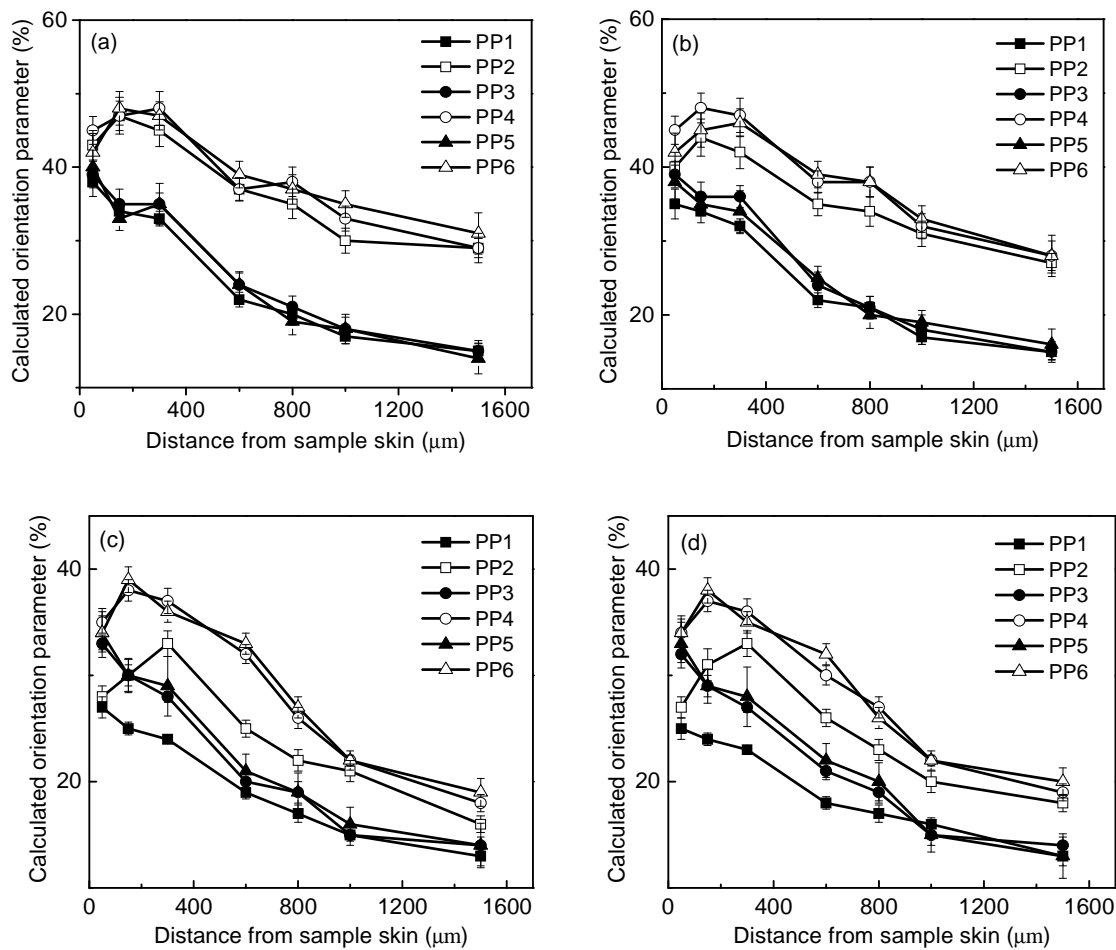 (a)
PP1
PP2
PP3
PP4
PP5
PP6
60
40
20
Calculated orientation parameter (%)
0 400 800 1200 1600
Distance from sample skin (μm)
(b)
PP1
PP2
PP3
PP4
PP5
PP6
60
40
20
Calculated orientation parameter (%)
0 400 800 1200 1600
Distance from sample skin (μm)
(c)
PP1
PP2
PP3
PP4
PP5
PP6
40
20
Calculated orientation parameter (%)
0 400 800 1200 1600
Distance from sample skin (μm)
(d)
PP1
PP2
PP3
PP4
PP5
PP6
40
20
Calculated orientation parameter (%)
0 400 800 1200 1600
Distance from sample skin (μm)